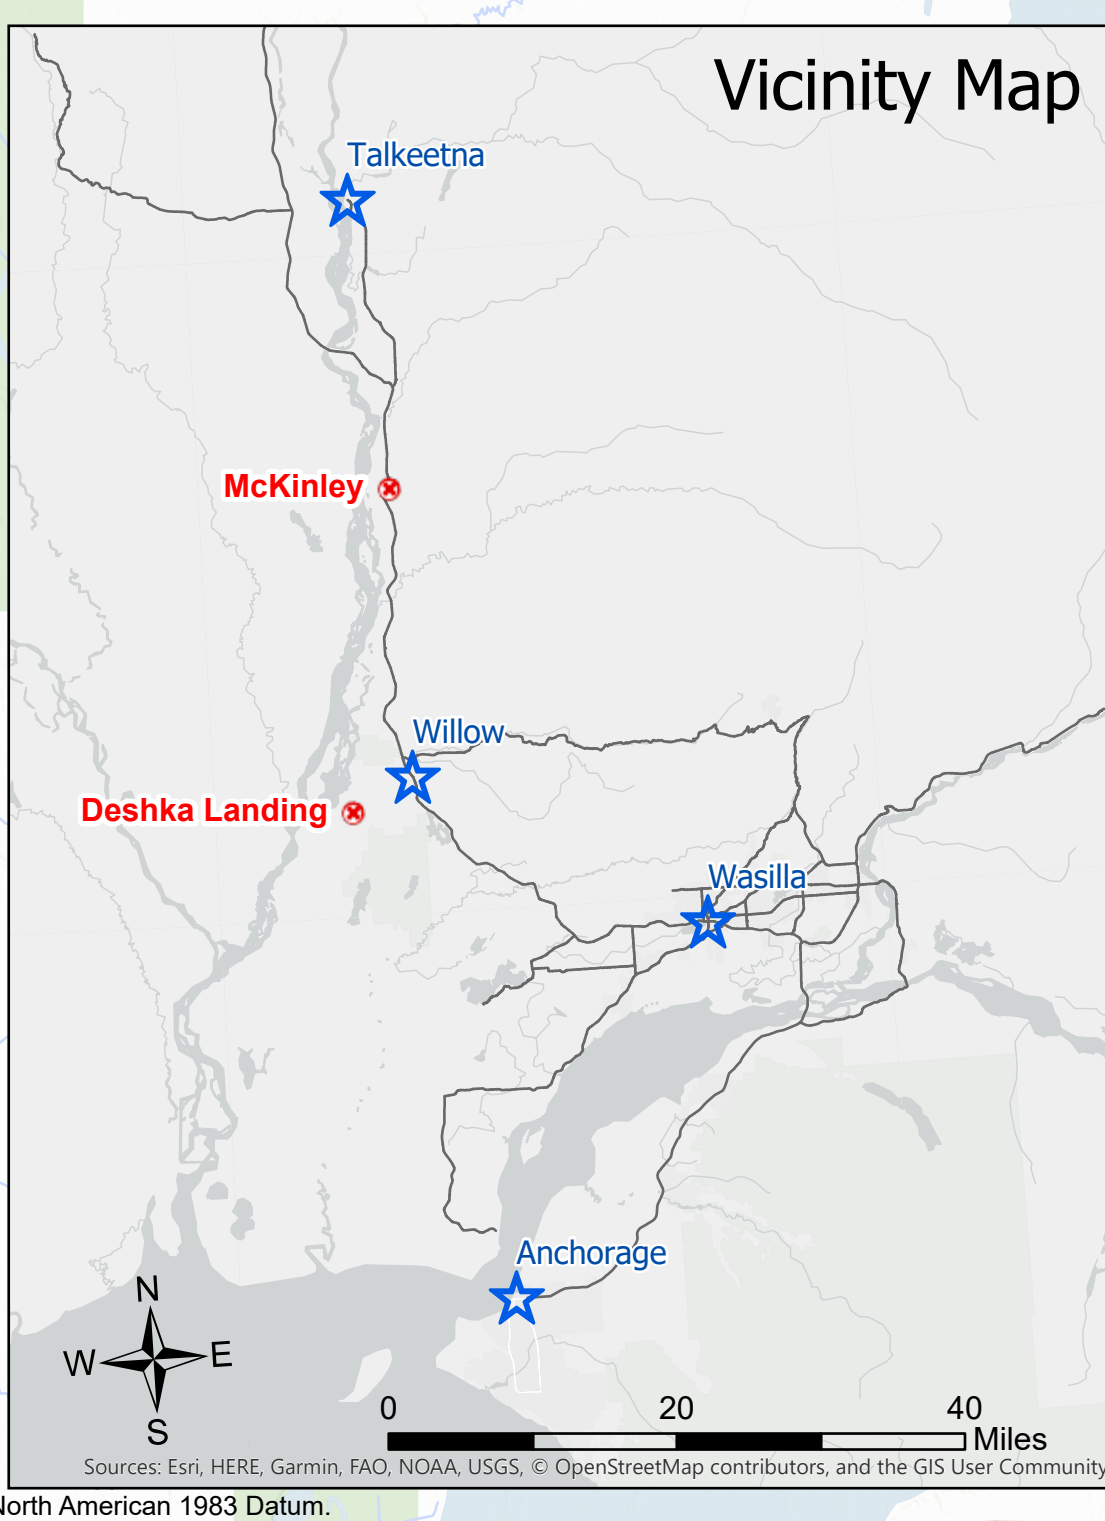 Vicinity Map
Talkeetna
McKinley
Willow
Deshka Landing
Wasilla
Anchorage
N
W E
S
0 20 40
Miles
Sources: Esri, HERE, Garmin, FAO, NOAA, USGS, © OpenStreetMap contributors, and the GIS User Community
North American 1983 Datum.